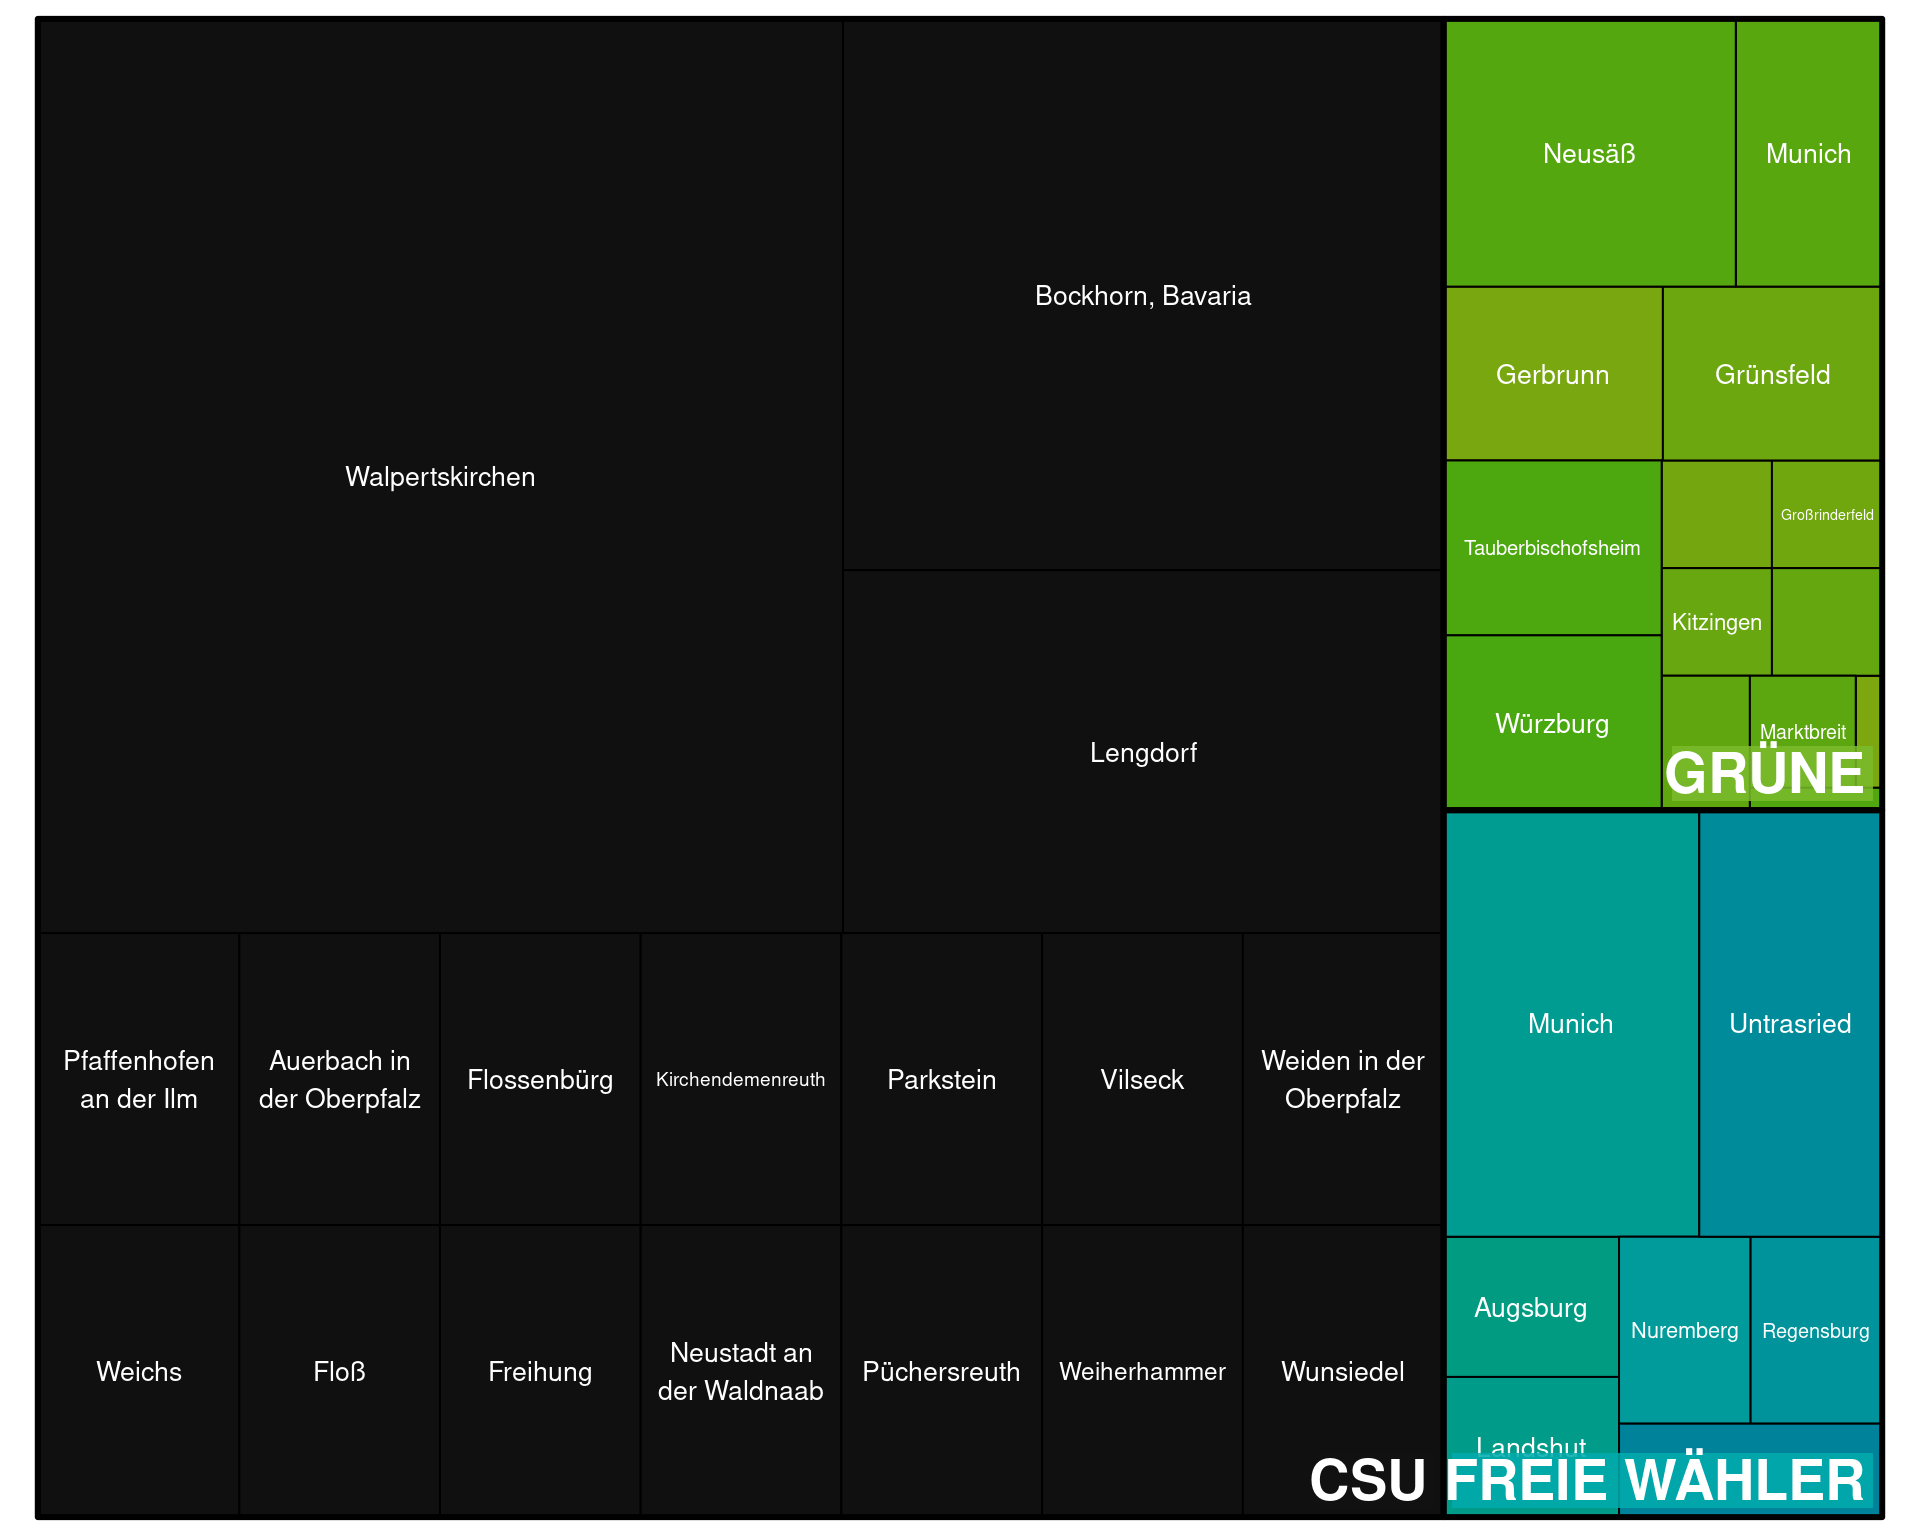 Walpertskirchen
Bockhorn, Bavaria
Lengdorf
Pfaffenhofen
an der Ilm
Auerbach in
der Oberpfalz
Flossenbürg
Kirchendemenreuth
Parkstein
Vilseck
Weiden in der
Oberpfalz
Weichs
Floß
Freihung
Neustadt an
der Waldnaab
Püchersreuth
Weiherhammer
Wunsiedel
CSU
Neusäß
Munich
Gerbrunn
Grünsfeld
Tauberbischofsheim
Großrinderfeld
Kitzingen
Würzburg
Marktbreit
GRÜNE
Munich
Untrasried
Augsburg
Nuremberg
Regensburg
Landshut
FREIE WÄHLER